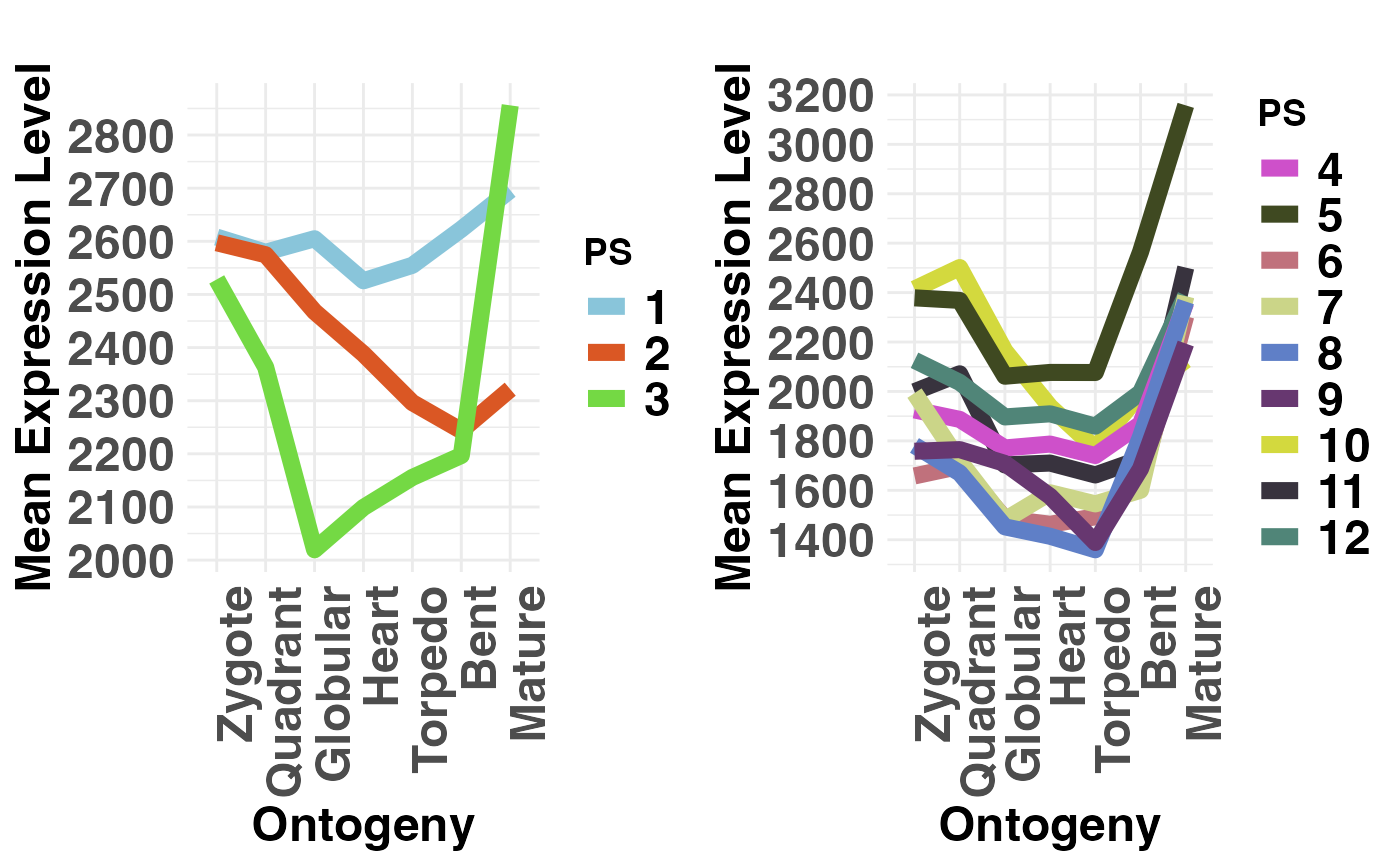 Mean Expression Level
2800
2700
2600
2500
2400
2300
2200
2100
2000
Zygote
Quadrant
Globular
Heart
Torpedo
Bent
Mature
Ontogeny
PS
1
2
3
Mean Expression Level
3200
3000
2800
2600
2400
2200
2000
1800
1600
1400
Zygote
Quadrant
Globular
Heart
Torpedo
Bent
Mature
Ontogeny
PS
4
5
6
7
8
9
10
11
12